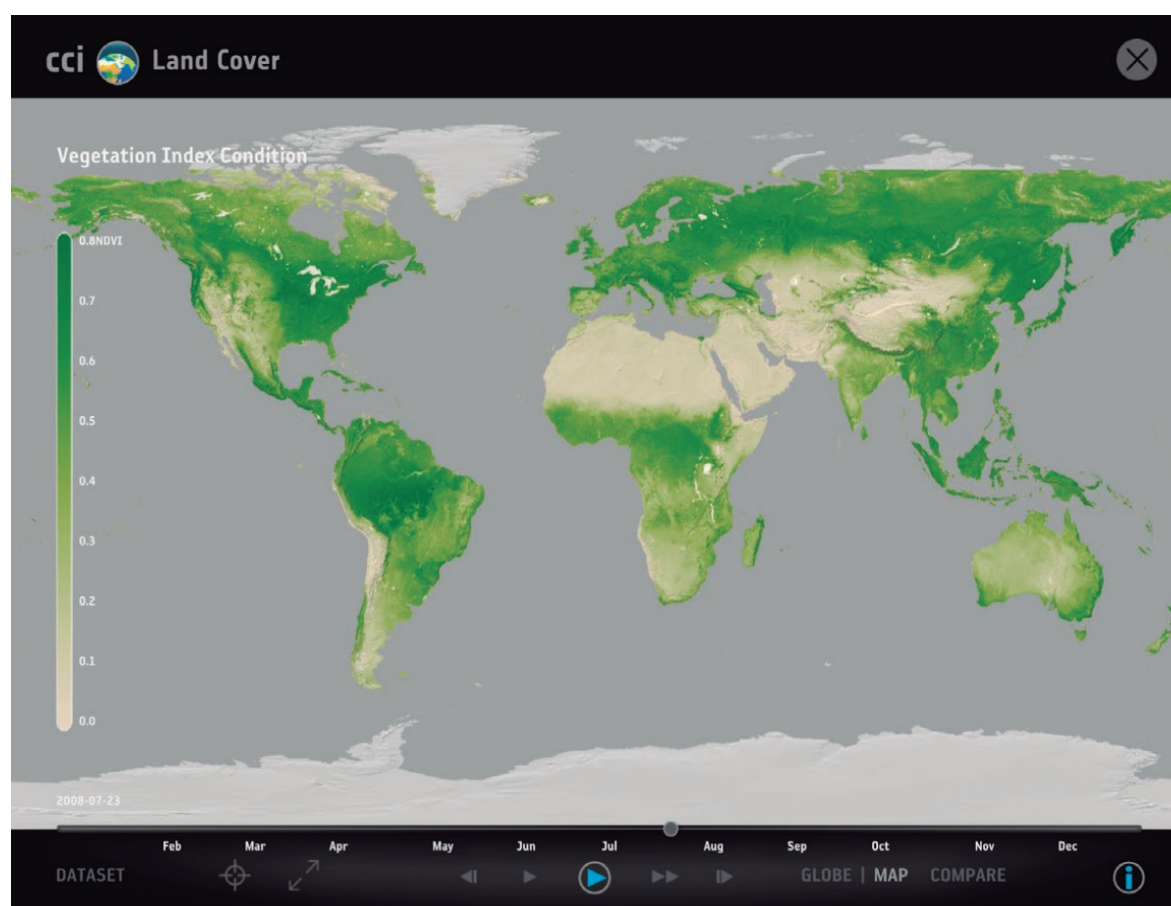 cci Land Cover
Vegetation Index Condition
0.8NDVI
0.7
0.6
0.5
0.4
0.3
0.2
0.1
0.0
2008-07-23
Feb Mar Apr May Jun Jul Aug Sep Oct Nov Dec
DATASET GLOBE | MAP COMPARE i